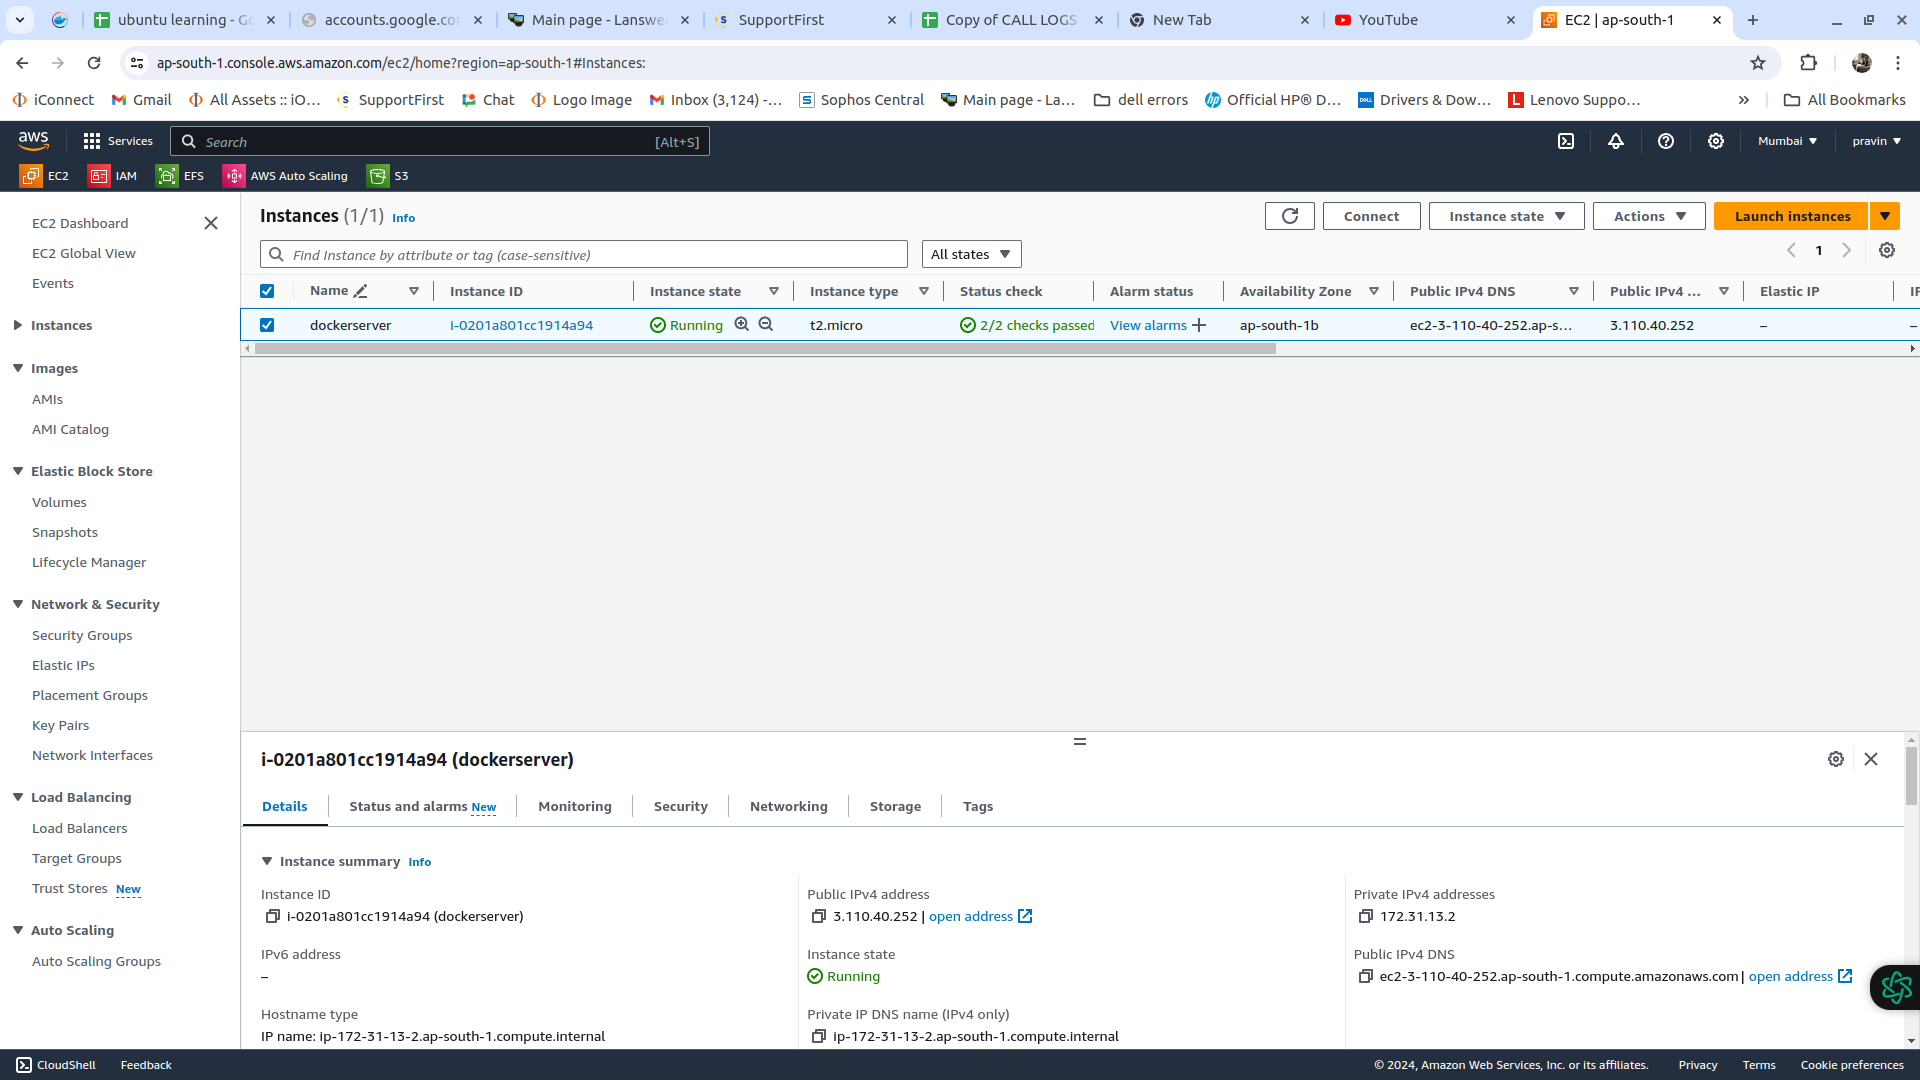 ubuntu learning - Go
accounts.google.co
Main page - Lanswe
SupportFirst
Copy of CALL LOGS
New Tab
YouTube
EC2 | ap-south-1
ap-south-1.console.aws.amazon.com/ec2/home?region=ap-south-1#Instances:
iConnect
Gmail
All Assets :: iO...
SupportFirst
Chat
Logo Image
Inbox (3,124) -...
Sophos Central
Main page - La...
dell errors
Official HP® D...
Drivers & Dow...
Lenovo Suppo...
All Bookmarks
aws
Services
Search
[Alt+S]
Mumbai
pravin
EC2
IAM
EFS
AWS Auto Scaling
S3
EC2 Dashboard
EC2 Global View
Events
Instances
Images
AMIs
AMI Catalog
Elastic Block Store
Volumes
Snapshots
Lifecycle Manager
Network & Security
Security Groups
Elastic IPs
Placement Groups
Key Pairs
Network Interfaces
Load Balancing
Load Balancers
Target Groups
Trust Stores New
Auto Scaling
Auto Scaling Groups
Instances (1/1) Info
Connect
Instance state
Actions
Launch instances
Find Instance by attribute or tag (case-sensitive)
All states
1
Name
Instance ID
Instance state
Instance type
Status check
Alarm status
Availability Zone
Public IPv4 DNS
Public IPv4 ...
Elastic IP
dockerserver
i-0201a801cc1914a94
Running
t2.micro
2/2 checks passed
View alarms
ap-south-1b
ec2-3-110-40-252.ap-s...
3.110.40.252
–
–
i-0201a801cc1914a94 (dockerserver)
Details
Status and alarms New
Monitoring
Security
Networking
Storage
Tags
Instance summary Info
Instance ID
i-0201a801cc1914a94 (dockerserver)
Public IPv4 address
3.110.40.252 | open address
Private IPv4 addresses
172.31.13.2
IPv6 address
–
Instance state
Running
Public IPv4 DNS
ec2-3-110-40-252.ap-south-1.compute.amazonaws.com | open address
Hostname type
IP name: ip-172-31-13-2.ap-south-1.compute.internal
Private IP DNS name (IPv4 only)
ip-172-31-13-2.ap-south-1.compute.internal
CloudShell
Feedback
© 2024, Amazon Web Services, Inc. or its affiliates.
Privacy
Terms
Cookie preferences